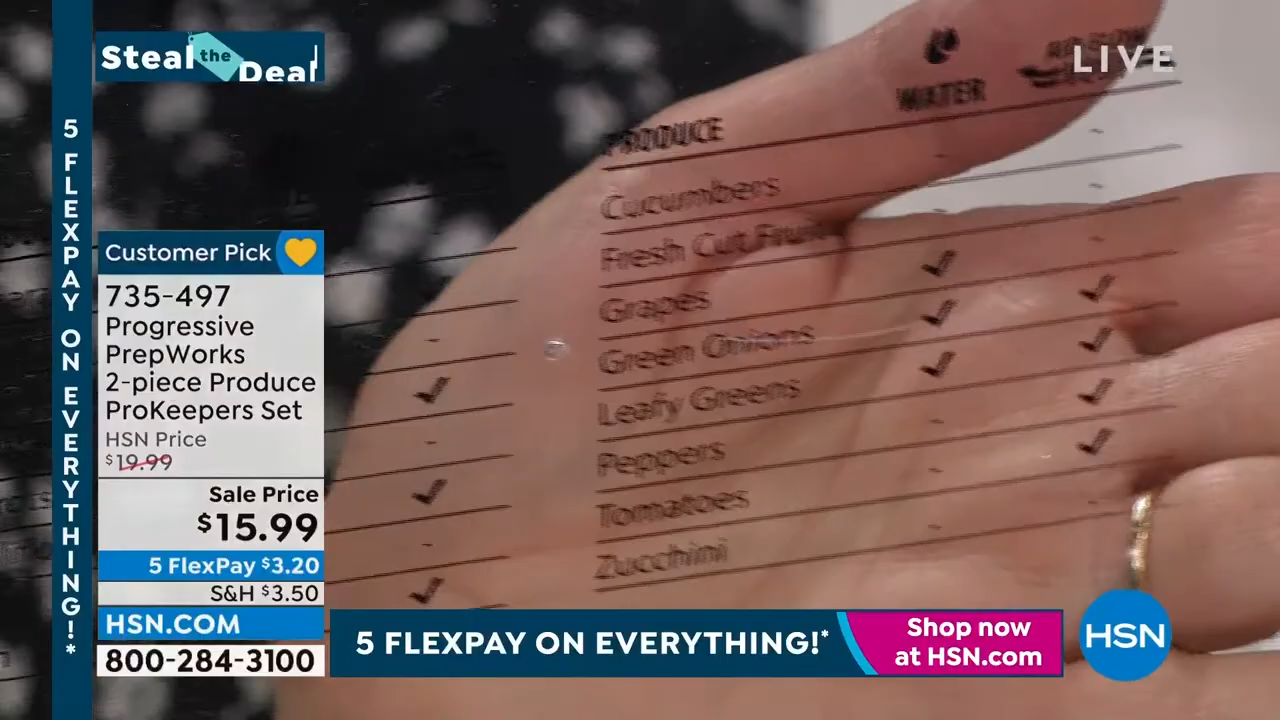 Steal the Deal
LIVE
5 FLEXPAY ON EVERYTHING!*
Customer Pick
735-497
Progressive
PrepWorks
2-piece Produce
ProKeepers Set
HSN Price
$19.99
Sale Price
$15.99
5 FlexPay $3.20
S&H $3.50
HSN.COM
800-284-3100
WATER
PRODUCE
Cucumbers
Fresh Cut Fruit
Grapes
Green Onions
Leafy Greens
Peppers
Tomatoes
Zucchini
5 FLEXPAY ON EVERYTHING!*
Shop now
at HSN.com
HSN